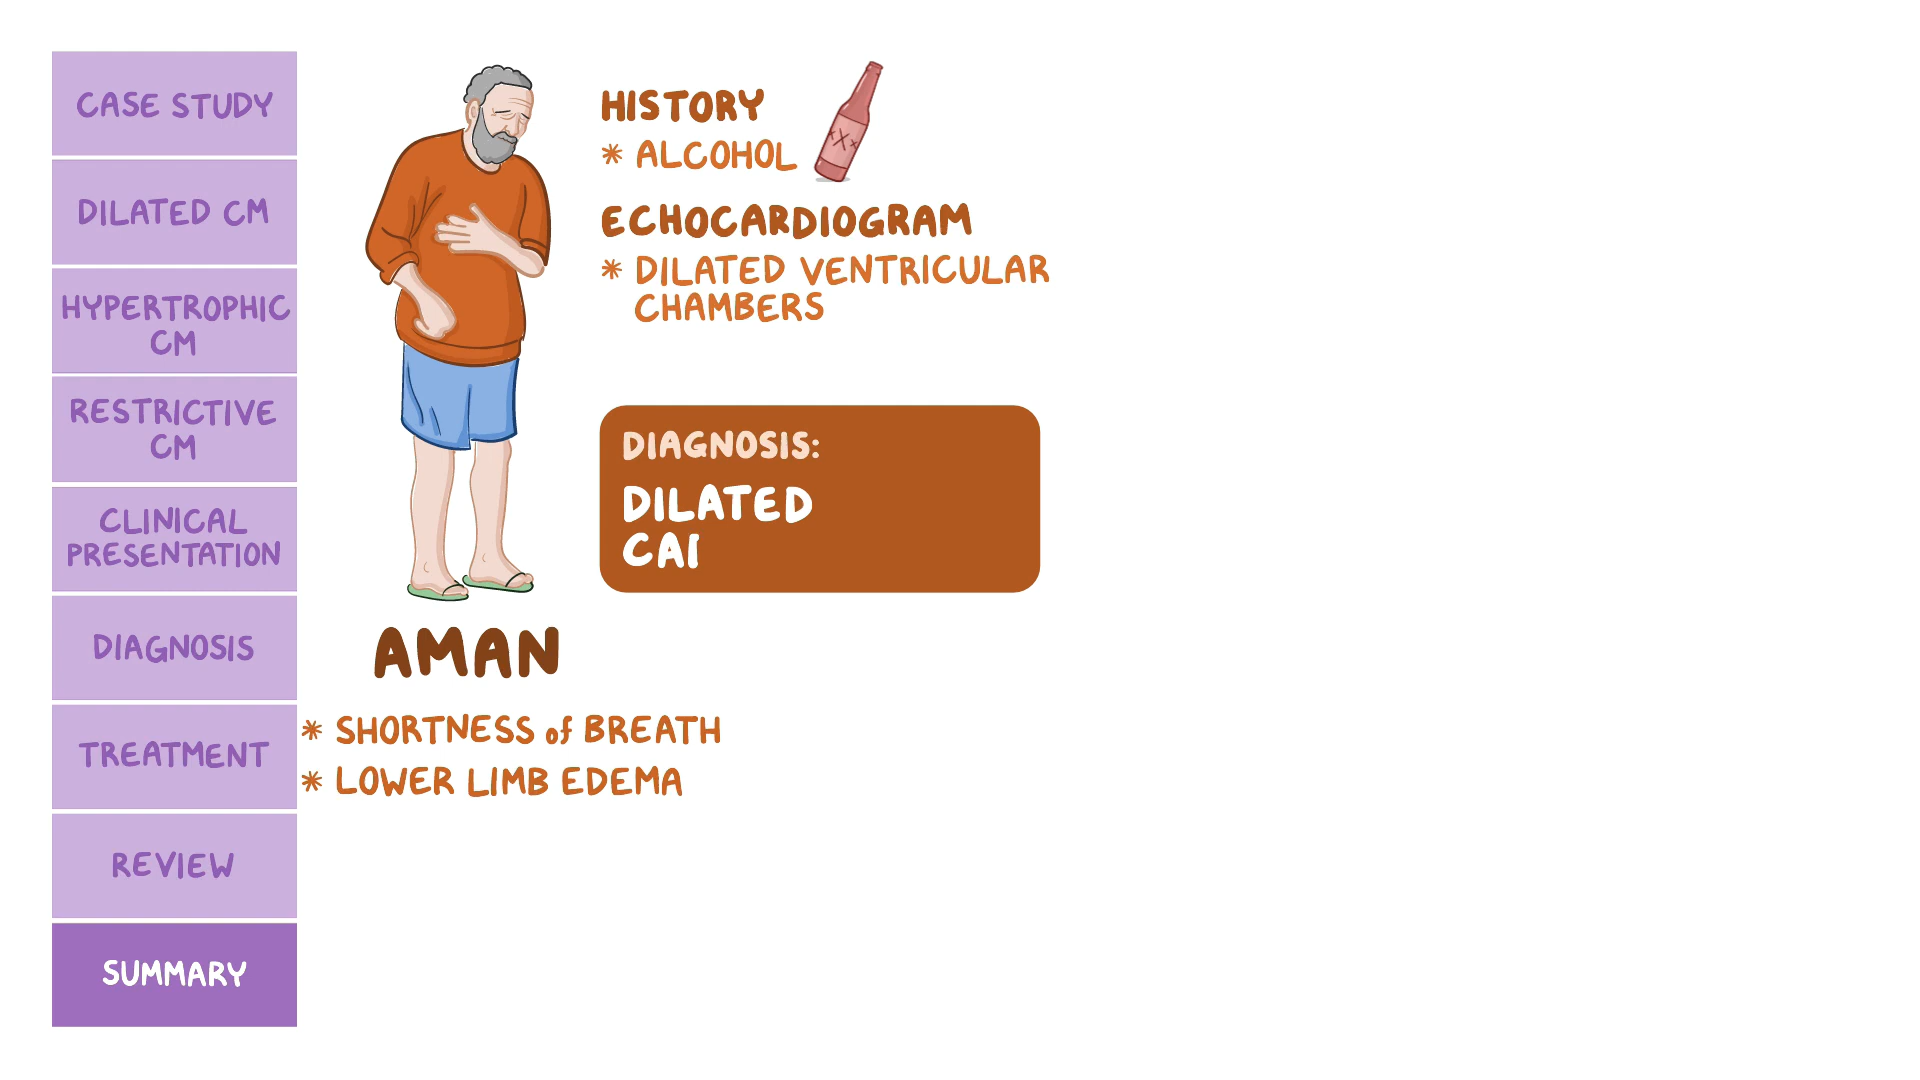 CASE STUDY
DILATED CM
HYPERTROPHIC
CM
RESTRICTIVE
CM
CLINICAL
PRESENTATION
DIAGNOSIS
TREATMENT
REVIEW
SUMMARY
AMAN
* SHORTNESS of BREATH
* LOWER LIMB EDEMA
HISTORY
* ALCOHOL
XXX
ECHOCARDIOGRAM
* DILATED VENTRICULAR
CHAMBERS
DIAGNOSIS:
DILATED